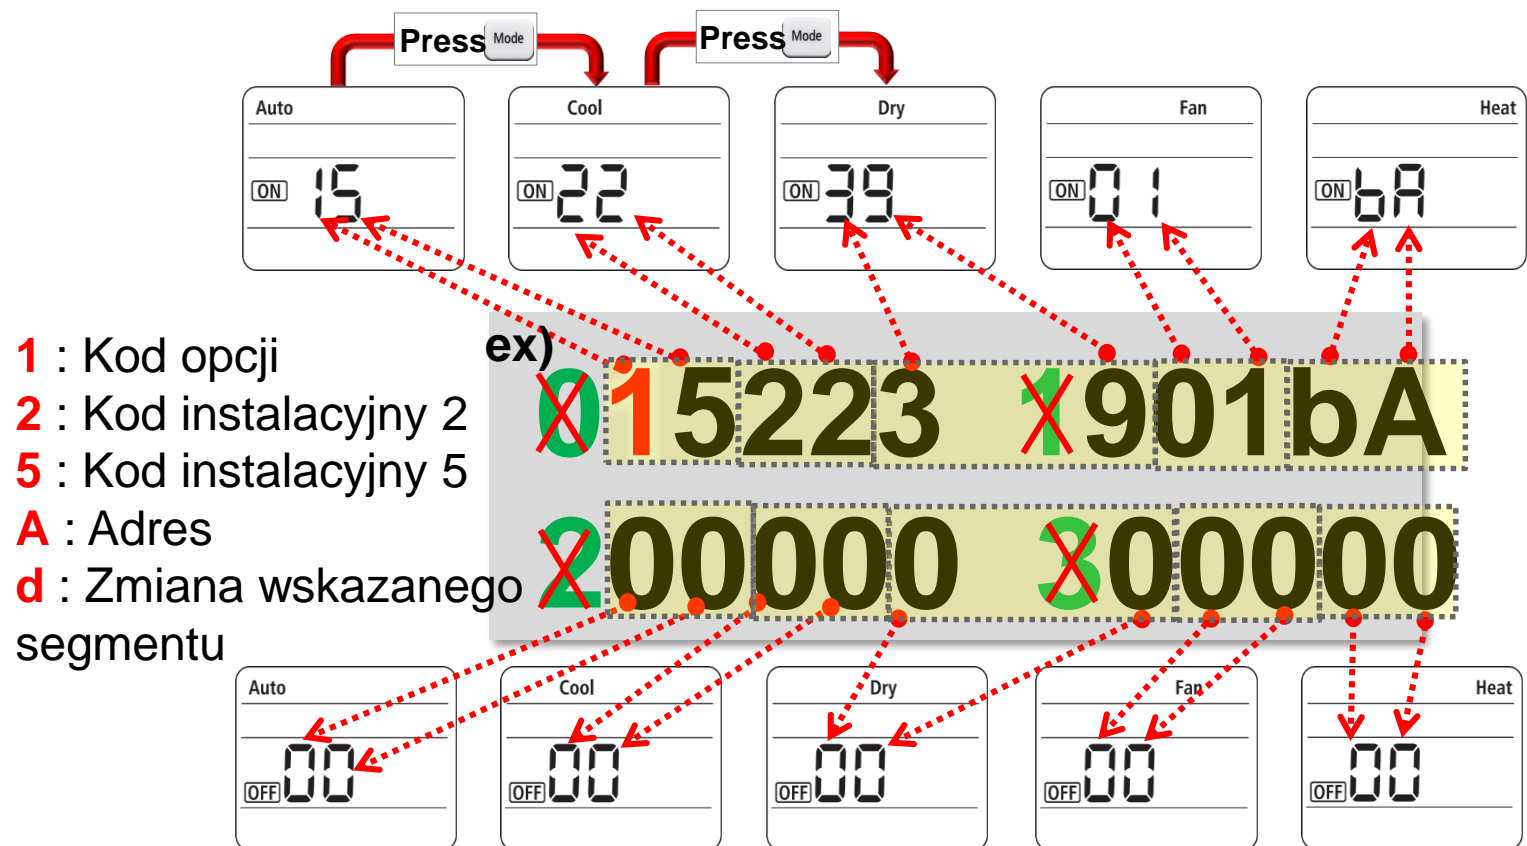 Press Mode Press Mode
Auto Cool Dry Fan Heat
ON 15 ON 22 ON 39 ON 01 ON bA
ex)
015223 1901bA
1 : Kod opcji
2 : Kod instalacyjny 2
5 : Kod instalacyjny 5
A : Adres
d : Zmiana wskazanego
segmentu
200000 300000
Auto Cool Dry Fan Heat
OFF 00 OFF 00 OFF 00 OFF 00 OFF 00